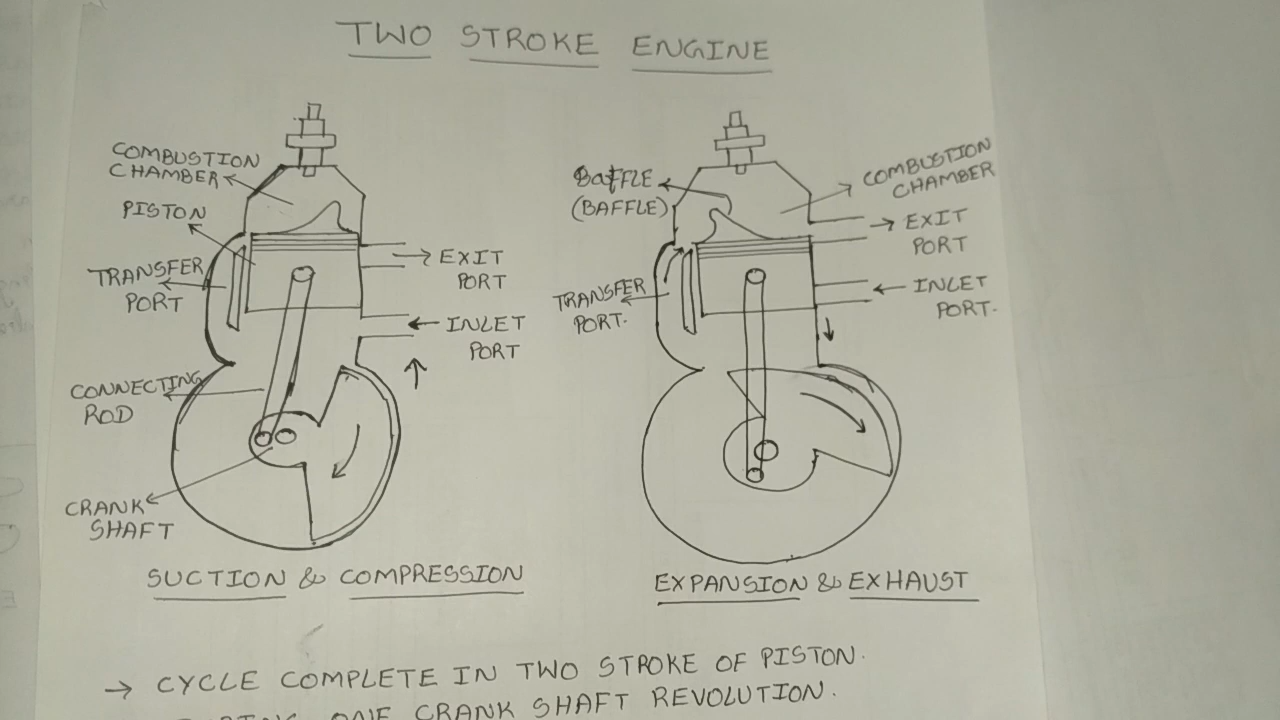 TWO STROKE ENGINE
COMBUSTION
CHAMBER
PISTON
TRANSFER
PORT
CONNECTING
ROD
CRANK
SHAFT
EXIT
PORT
INLET
PORT
SUCTION & COMPRESSION
BaffLE
(BAFFLE)
TRANSFER
PORT.
COMBUSTION
CHAMBER
EXIT
PORT
INLET
PORT.
EXPANSION & EXHAUST
→ CYCLE COMPLETE IN TWO STROKE OF PISTON.
ONE CRANK SHAFT REVOLUTION.